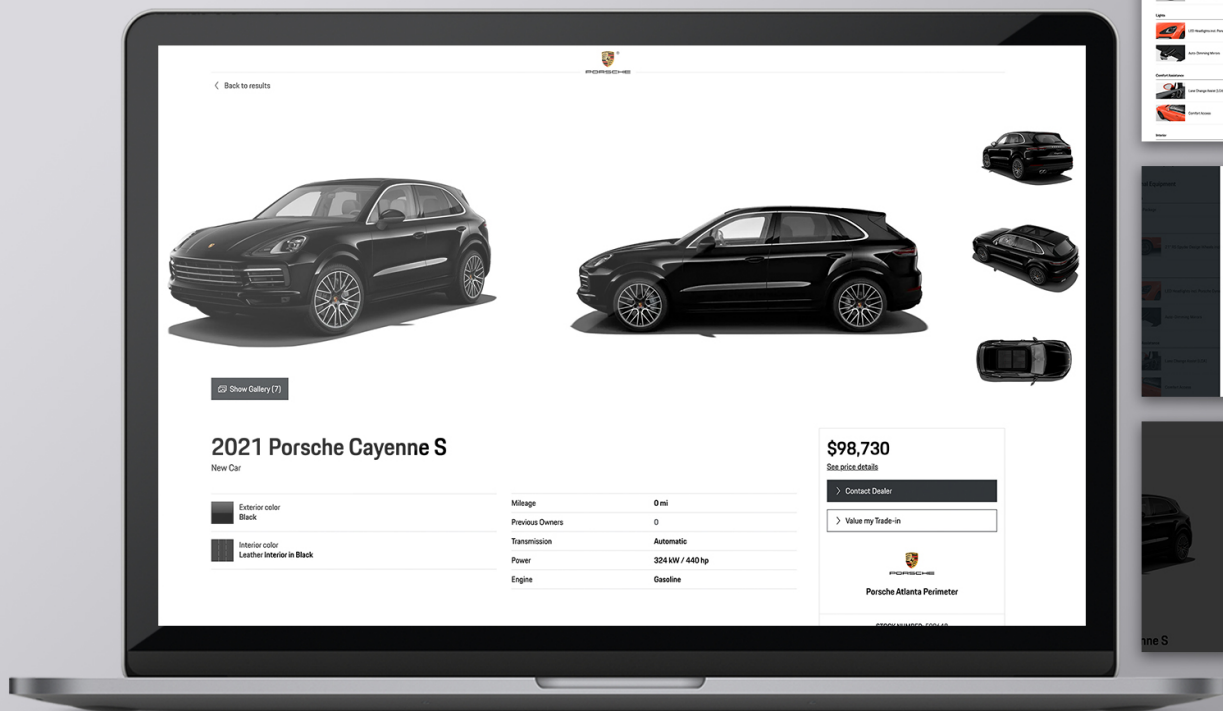 PORSCHE
Back to results
Show Gallery (7)
2021 Porsche Cayenne S
New Car
Exterior color
Black
Interior color
Leather Interior in Black
Mileage 0 mi
Previous Owners 0
Transmission Automatic
Power 324 kW / 440 hp
Engine Gasoline
$98,730
See price details
Contact Dealer
Value my Trade-in
PORSCHE
Porsche Atlanta Perimeter
Lights
Auto-Dimming Mirrors
Comfort Assistance
Comfort Access
Interior
nne S